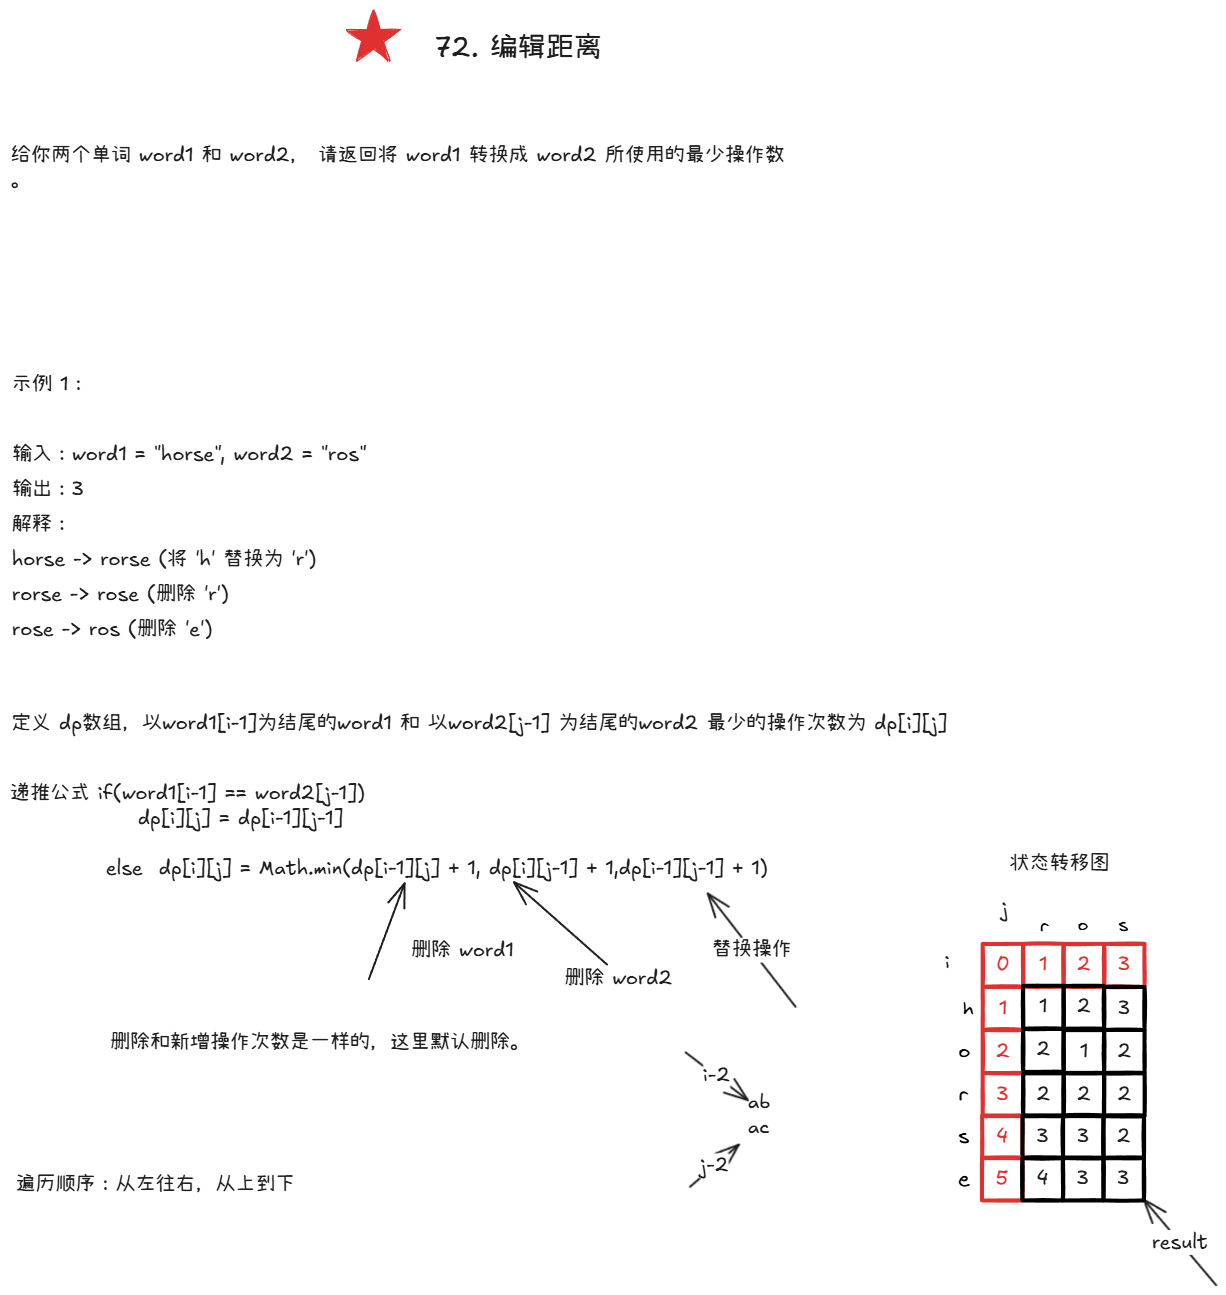 72. 编辑距离
给你两个单词 word1 和 word2， 请返回将 word1 转换成 word2 所使用的最少操作数
。
示例 1：
输入：word1 = "horse", word2 = "ros"
输出：3
解释：
horse -> rorse (将 'h' 替换为 'r')
rorse -> rose (删除 'r')
rose -> ros (删除 'e')
定义 dp数组，以word1[i-1]为结尾的word1 和 以word2[j-1] 为结尾的word2 最少的操作次数为 dp[i][j]
递推公式 if(word1[i-1] == word2[j-1])
dp[i][j] = dp[i-1][j-1]
else dp[i][j] = Math.min(dp[i-1][j] + 1, dp[i][j-1] + 1,dp[i-1][j-1] + 1)
删除 word1
删除 word2
替换操作
删除和新增操作次数是一样的，这里默认删除。
i-2
ab
ac
j-2
遍历顺序：从左往右，从上到下
状态转移图
j
r o s
i 0 1 2 3
h 1 1 2 3
o 2 2 1 2
r 3 2 2 2
s 4 3 3 2
e 5 4 3 3
result